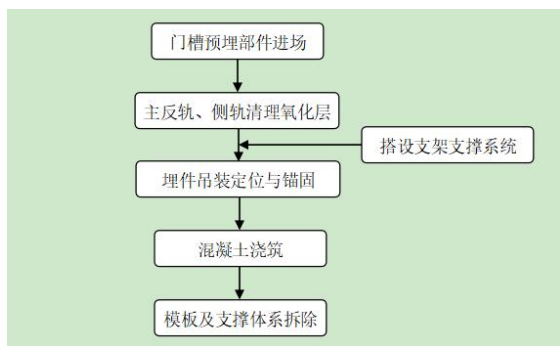 门槽预埋部件进场
主反轨、侧轨清理氧化层
搭设支架支撑系统
埋件吊装定位与锚固
混凝土浇筑
模板及支撑体系拆除